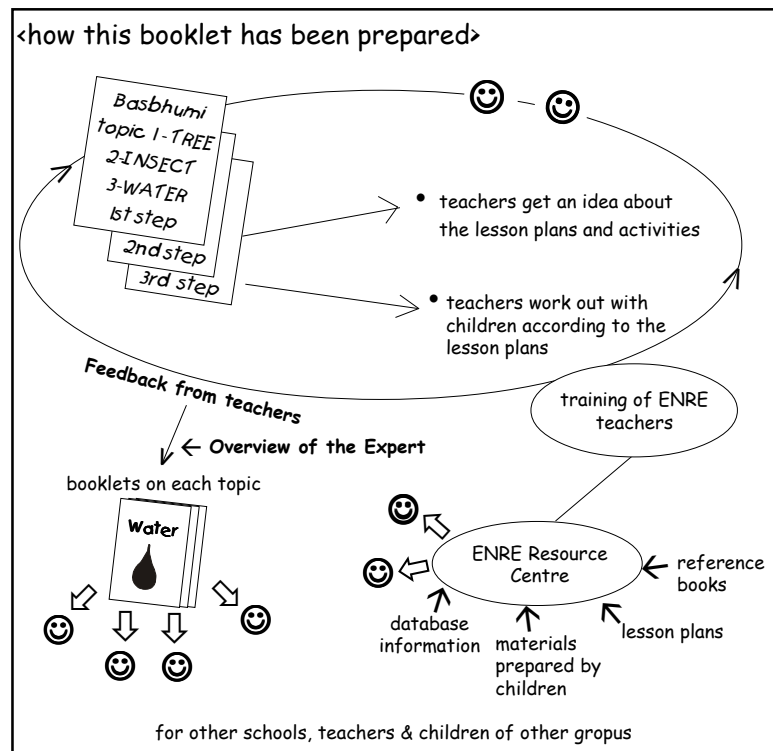 <how this booklet has been prepared>
Basbhumi
topic 1-TREE
2-INSECT
3-WATER
1st step
2nd step
3rd step
• teachers get an idea about
the lesson plans and activities
• teachers work out with
children according to the
lesson plans
Feedback from teachers
← Overview of the Expert
booklets on each topic
Water
training of ENRE
teachers
ENRE Resource
Centre
reference
books
lesson plans
materials
prepared by
children
database
information
for other schools, teachers & children of other gropus